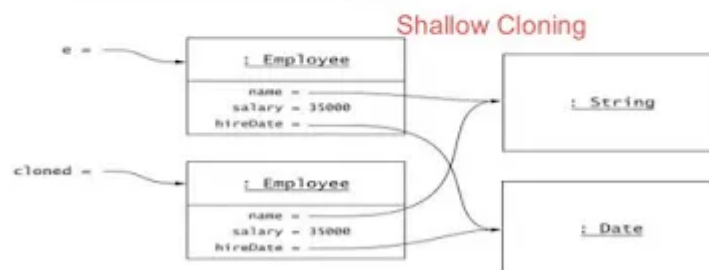 Shallow Cloning
e =
: Employee
name =
salary = 35000
hireDate =
: String
cloned =
: Employee
name =
salary = 35000
hireDate =
: Date